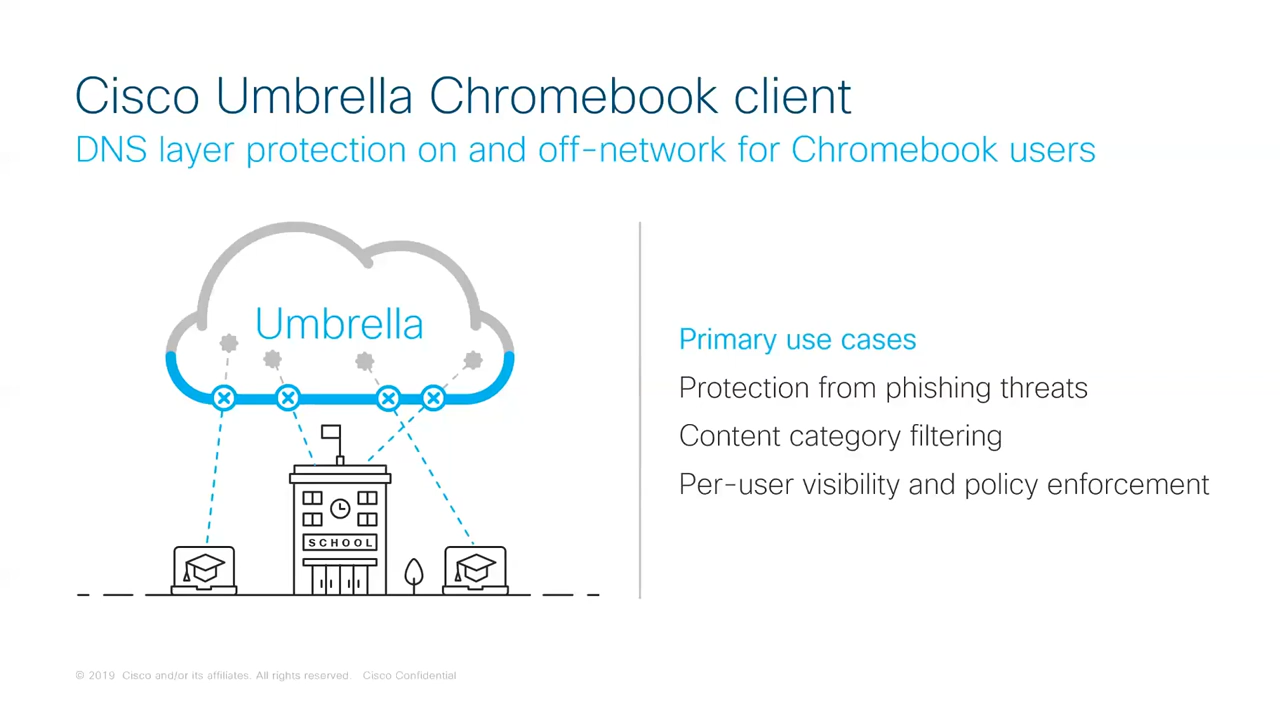 Cisco Umbrella Chromebook client
DNS layer protection on and off-network for Chromebook users
Umbrella
SCHOOL
Primary use cases
Protection from phishing threats
Content category filtering
Per-user visibility and policy enforcement
© 2019 Cisco and/or its affiliates. All rights reserved. Cisco Confidential